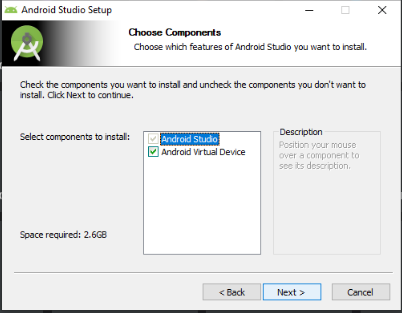 Android Studio Setup
Choose Components
Choose which features of Android Studio you want to install.
Check the components you want to install and uncheck the components you don't want to
install. Click Next to continue.
Select components to install:
Android Studio
Android Virtual Device
Description
Position your mouse
over a component to
see its description.
Space required: 2.6GB
< Back
Next >
Cancel